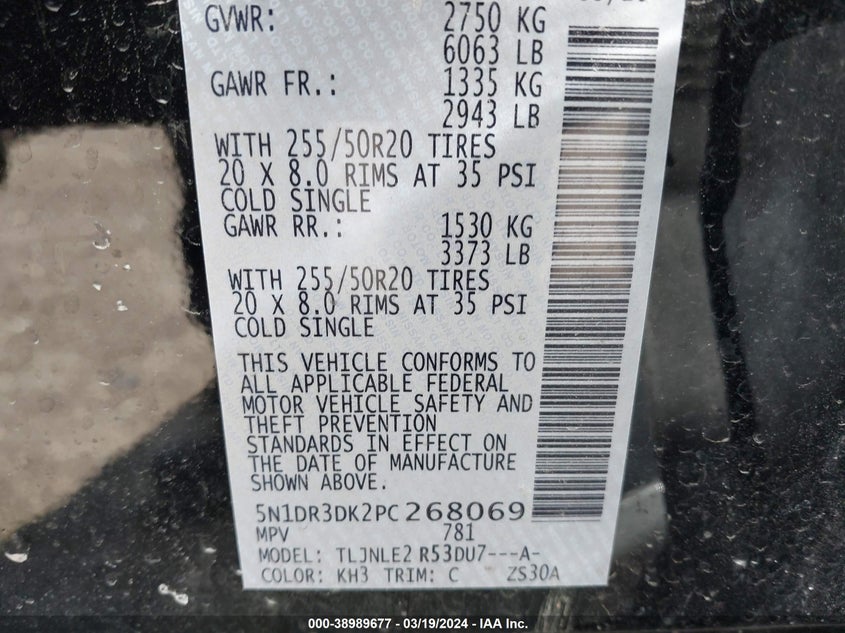 GVWR: 2750 KG
6063 LB
GAWR FR.: 1335 KG
2943 LB
WITH 255/50R20 TIRES
20 X 8.0 RIMS AT 35 PSI
COLD SINGLE
GAWR RR.: 1530 KG
3373 LB
WITH 255/50R20 TIRES
20 X 8.0 RIMS AT 35 PSI
COLD SINGLE
THIS VEHICLE CONFORMS TO
ALL APPLICABLE FEDERAL
MOTOR VEHICLE SAFETY AND
THEFT PREVENTION
STANDARDS IN EFFECT ON
THE DATE OF MANUFACTURE
SHOWN ABOVE.
5N1DR3DK2PC268069
MPV 781
MODEL: TLJNLE2 R53DU7---A-
COLOR: KH3 TRIM: C ZS30A
000-38989677 - 03/19/2024 - IAA Inc.